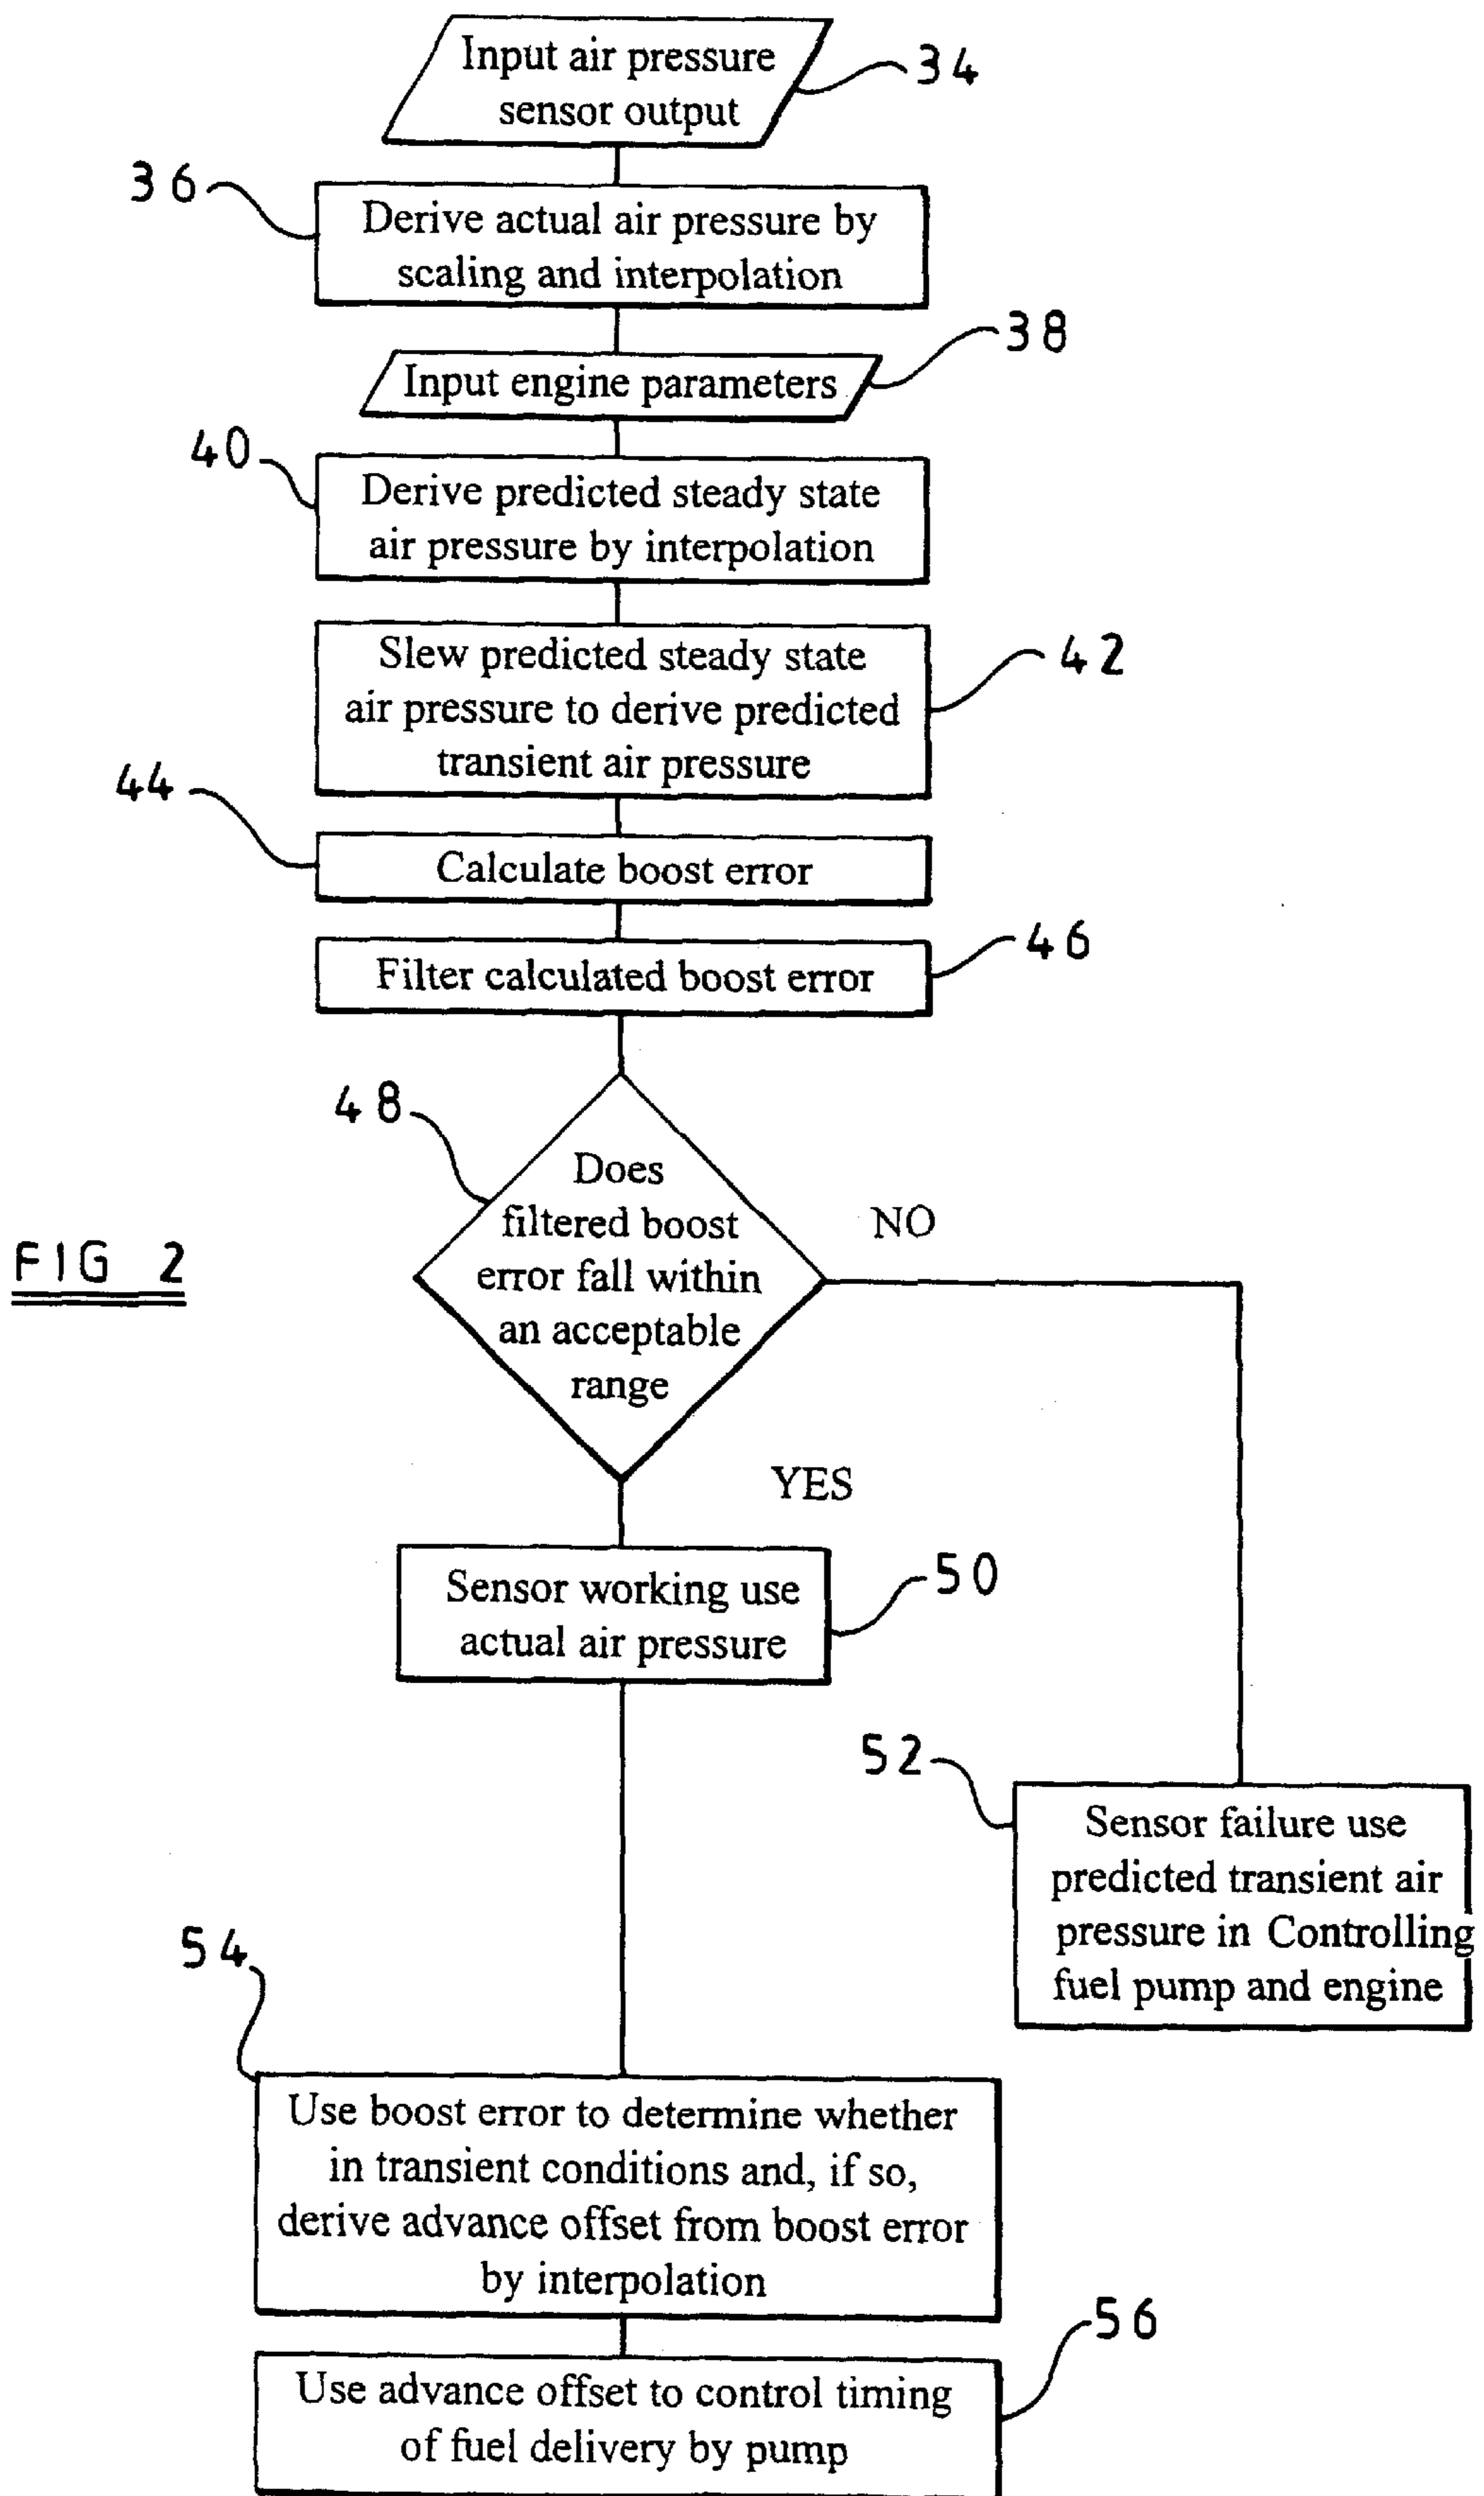 Input air pressure
sensor output
34
36
Derive actual air pressure by
scaling and interpolation
38
Input engine parameters
40
Derive predicted steady state
air pressure by interpolation
Slew predicted steady state
air pressure to derive predicted
transient air pressure
42
44
Calculate boost error
46
Filter calculated boost error
48
Does
filtered boost
error fall within
an acceptable
range
NO
FIG 2
YES
Sensor working use
actual air pressure
50
52
Sensor failure use
predicted transient air
pressure in Controlling
fuel pump and engine
54
Use boost error to determine whether
in transient conditions and, if so,
derive advance offset from boost error
by interpolation
56
Use advance offset to control timing
of fuel delivery by pump